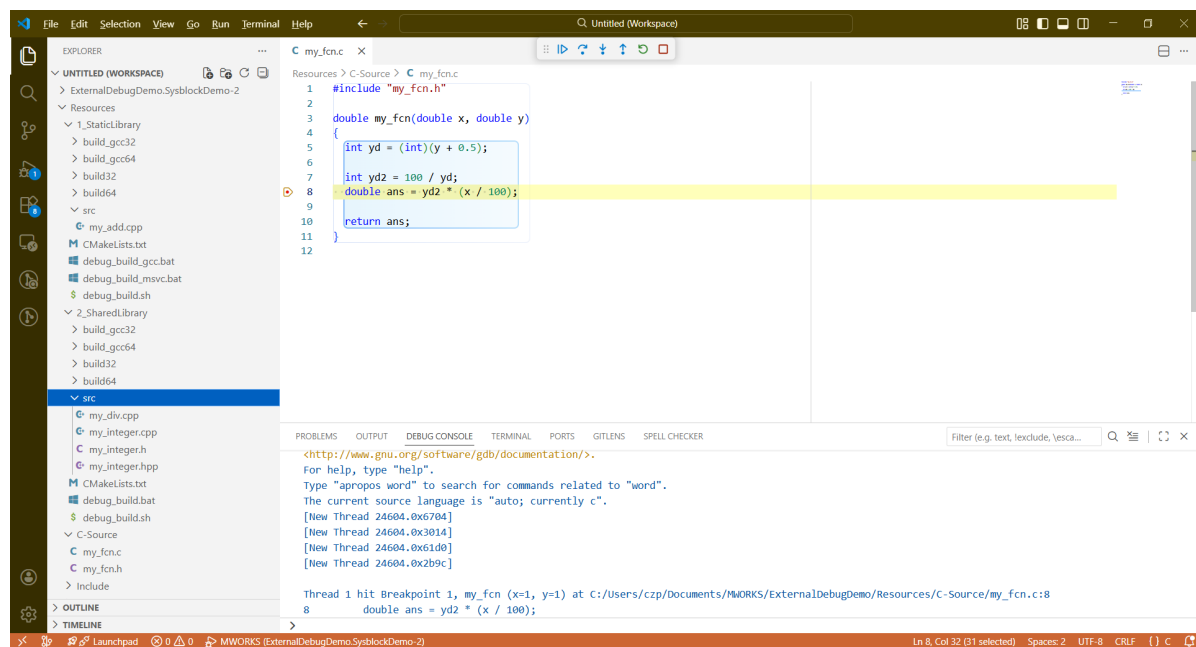 File Edit Selection View Go Run Terminal Help
Untitled (Workspace)
EXPLORER
UNTITLED (WORKSPACE)
ExternalDebugDemo.SysblockDemo-2
Resources
1_StaticLibrary
build_gcc32
build_gcc64
build32
build64
src
my_add.cpp
CMakeLists.txt
debug_build_gcc.bat
debug_build_msvc.bat
debug_build.sh
2_SharedLibrary
build_gcc32
build_gcc64
build32
build64
src
my_div.cpp
my_integer.cpp
my_integer.h
my_integer.hpp
CMakeLists.txt
debug_build.bat
debug_build.sh
C-Source
my_fcn.c
my_fcn.h
Include
OUTLINE
TIMELINE
1
8
C my_fcn.c
Resources > C-Source > C my_fcn.c
1 #include "my_fcn.h"
2
3 double my_fcn(double x, double y)
4 {
5 int yd = (int)(y + 0.5);
6
7 int yd2 = 100 / yd;
8 double ans = yd2 * (x / 100);
9
10 return ans;
11 }
12
PROBLEMS OUTPUT DEBUG CONSOLE TERMINAL PORTS GITLENS SPELL CHECKER
Filter (e.g. text, !exclude, \esca...
<http://www.gnu.org/software/gdb/documentation/>.
For help, type "help".
Type "apropos word" to search for commands related to "word".
The current source language is "auto; currently c".
[New Thread 24604.0x6704]
[New Thread 24604.0x3014]
[New Thread 24604.0x61d0]
[New Thread 24604.0x2b9c]
Thread 1 hit Breakpoint 1, my_fcn (x=1, y=1) at C:/Users/czp/Documents/MWORKS/ExternalDebugDemo/Resources/C-Source/my_fcn.c:8
8 double ans = yd2 * (x / 100);
>
Launchpad 0 0 MWORKS (ExternalDebugDemo.SysblockDemo-2) Ln 8, Col 32 (31 selected) Spaces: 2 UTF-8 CRLF {} C